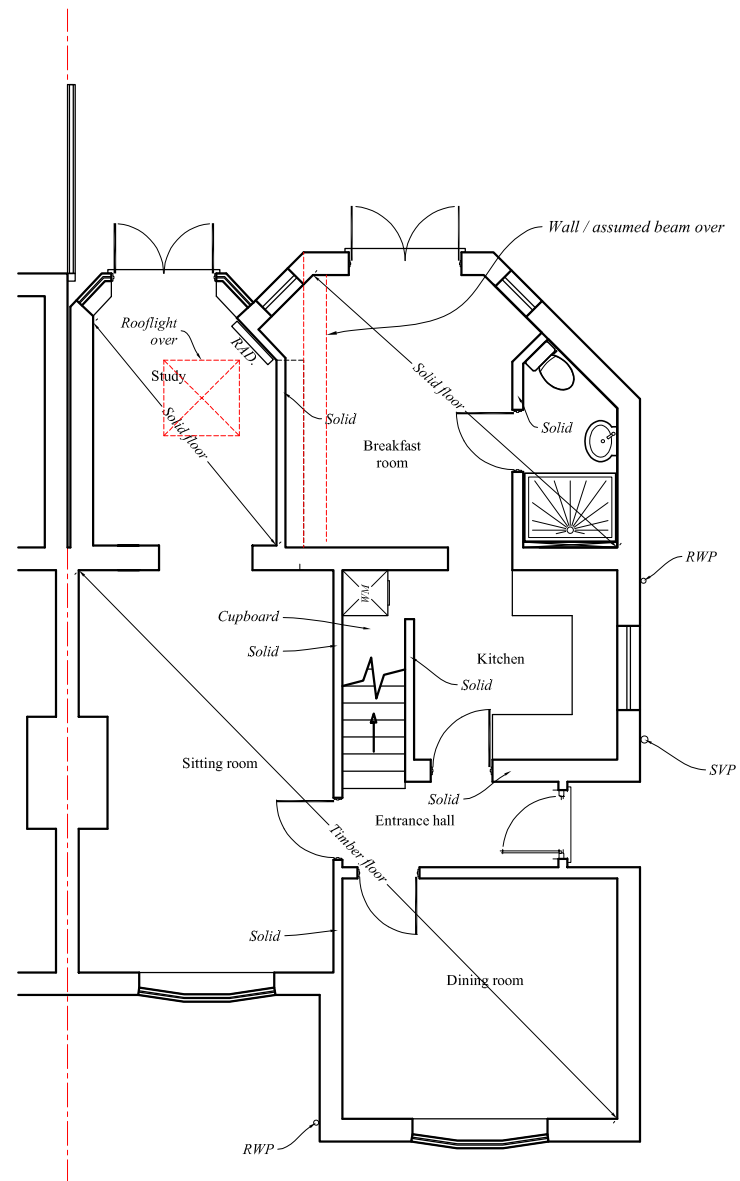 Wall / assumed beam over
Rooflight
over
RAD.
Study
Solid floor
Solid floor
Solid
Solid
Breakfast
room
RWP
WM
Cupboard
Solid
Kitchen
Solid
Sitting room
SVP
Solid
Entrance hall
Timber floor
Solid
Dining room
RWP